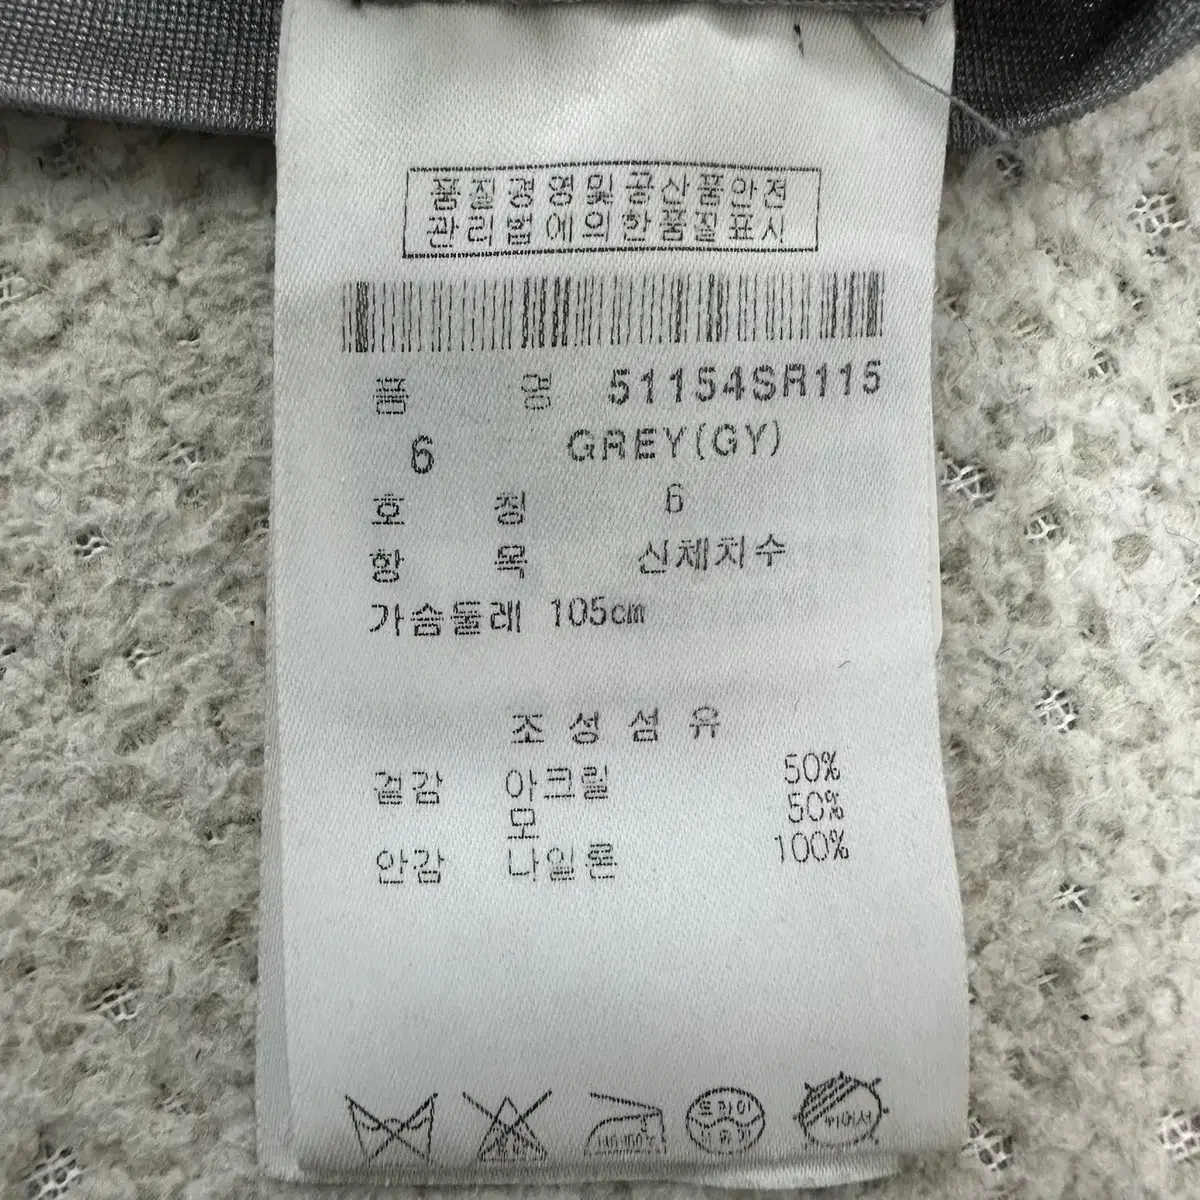 품질경영및공산품안전
관리법에의한품질표시
품 명 51154SR115
6 GREY(GY)
호 칭 6
항 목 신체치수
가슴둘레 105cm
조성섬유
겉감 아크릴 50%
모 50%
안감 나일론 100%
드라이